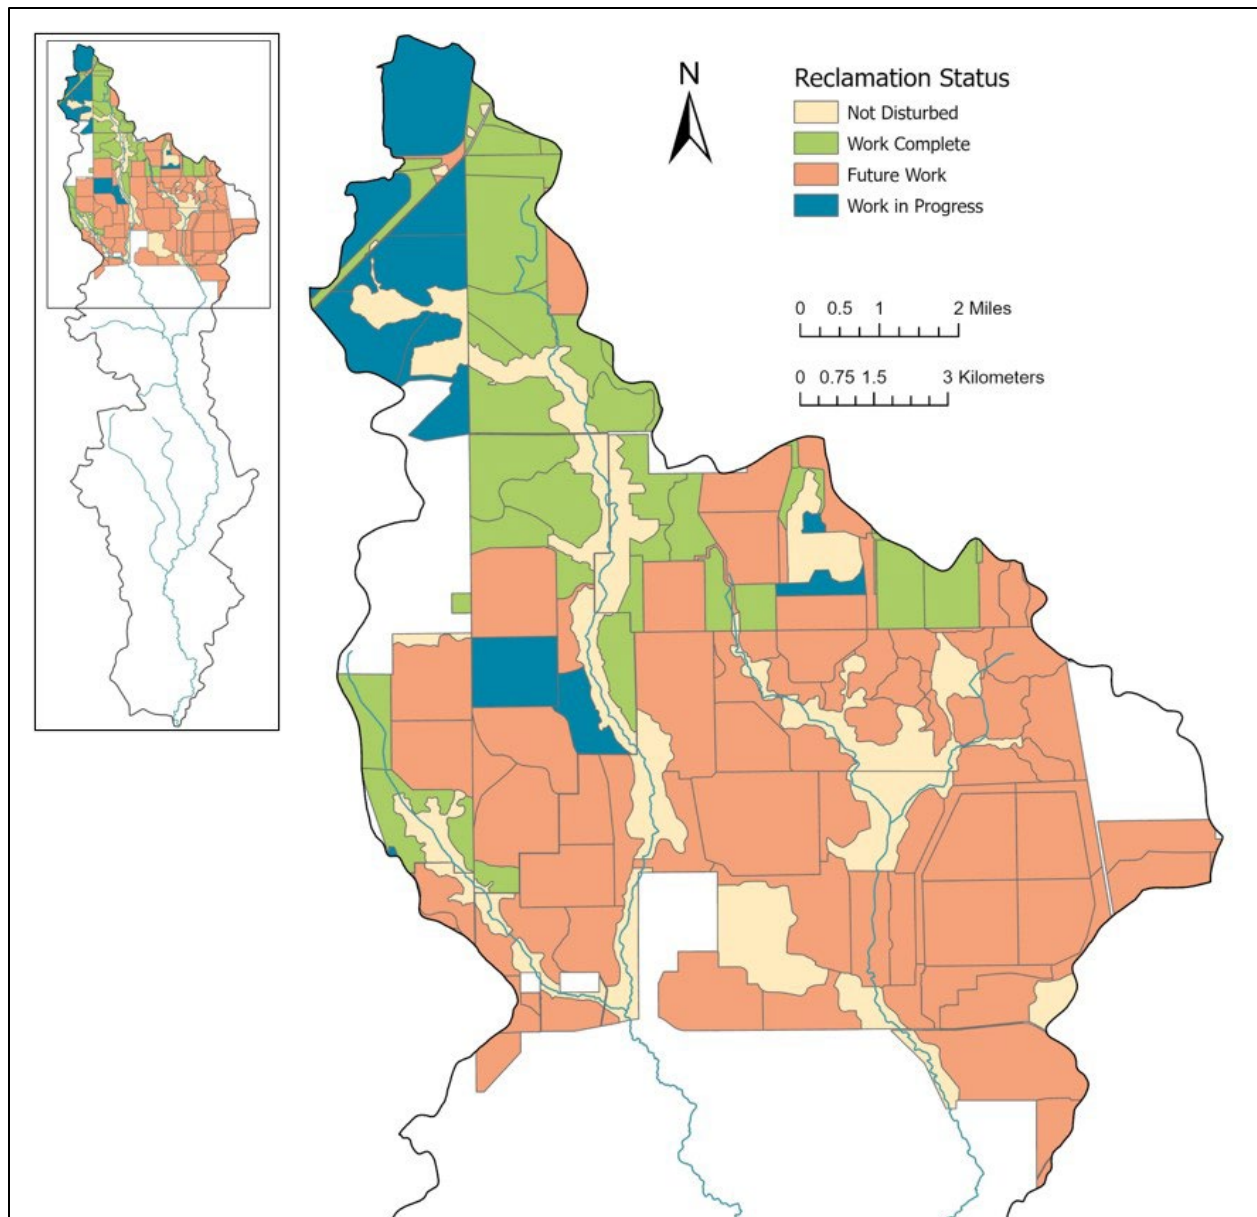 N
Reclamation Status
Not Disturbed
Work Complete
Future Work
Work in Progress
0 0.5 1 2 Miles
0 0.75 1.5 3 Kilometers